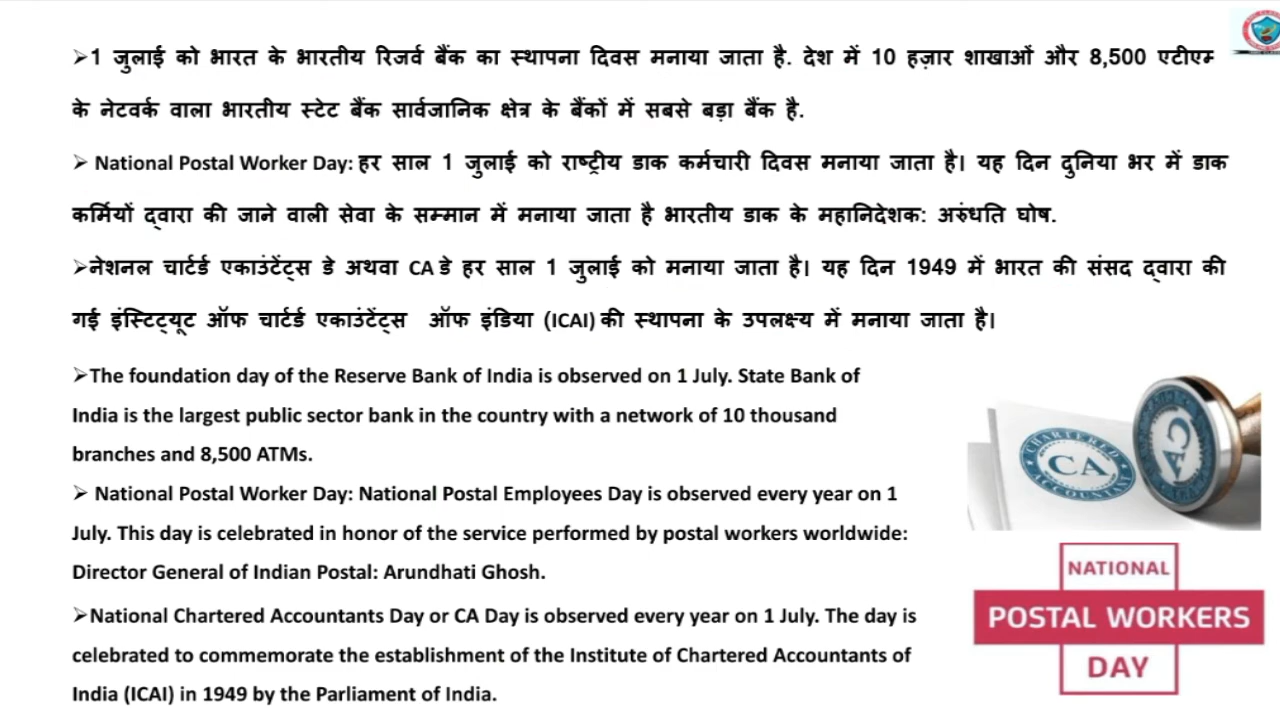 ➢1 जुलाई को भारत के भारतीय रिजर्व बैंक का स्थापना दिवस मनाया जाता है. देश में 10 हज़ार शाखाओं और 8,500 एटीएम
के नेटवर्क वाला भारतीय स्टेट बैंक सार्वजानिक क्षेत्र के बैंकों में सबसे बड़ा बैंक है.
➢ National Postal Worker Day: हर साल 1 जुलाई को राष्ट्रीय डाक कर्मचारी दिवस मनाया जाता है। यह दिन दुनिया भर में डाक
कर्मियों द्वारा की जाने वाली सेवा के सम्मान में मनाया जाता है भारतीय डाक के महानिदेशक: अरुंधति घोष.
➢नेशनल चार्टर्ड एकाउंटेंट्स डे अथवा CA डे हर साल 1 जुलाई को मनाया जाता है। यह दिन 1949 में भारत की संसद द्वारा की
गई इंस्टिट्यूट ऑफ चार्टर्ड एकाउंटेंट्स ऑफ इंडिया (ICAI) की स्थापना के उपलक्ष्य में मनाया जाता है।
➢The foundation day of the Reserve Bank of India is observed on 1 July. State Bank of
India is the largest public sector bank in the country with a network of 10 thousand
branches and 8,500 ATMs.
➢ National Postal Worker Day: National Postal Employees Day is observed every year on 1
July. This day is celebrated in honor of the service performed by postal workers worldwide:
Director General of Indian Postal: Arundhati Ghosh.
➢National Chartered Accountants Day or CA Day is observed every year on 1 July. The day is
celebrated to commemorate the establishment of the Institute of Chartered Accountants of
India (ICAI) in 1949 by the Parliament of India.
CHARTERED
CA
ACCOUNTANT
CA
NATIONAL
POSTAL WORKERS
DAY